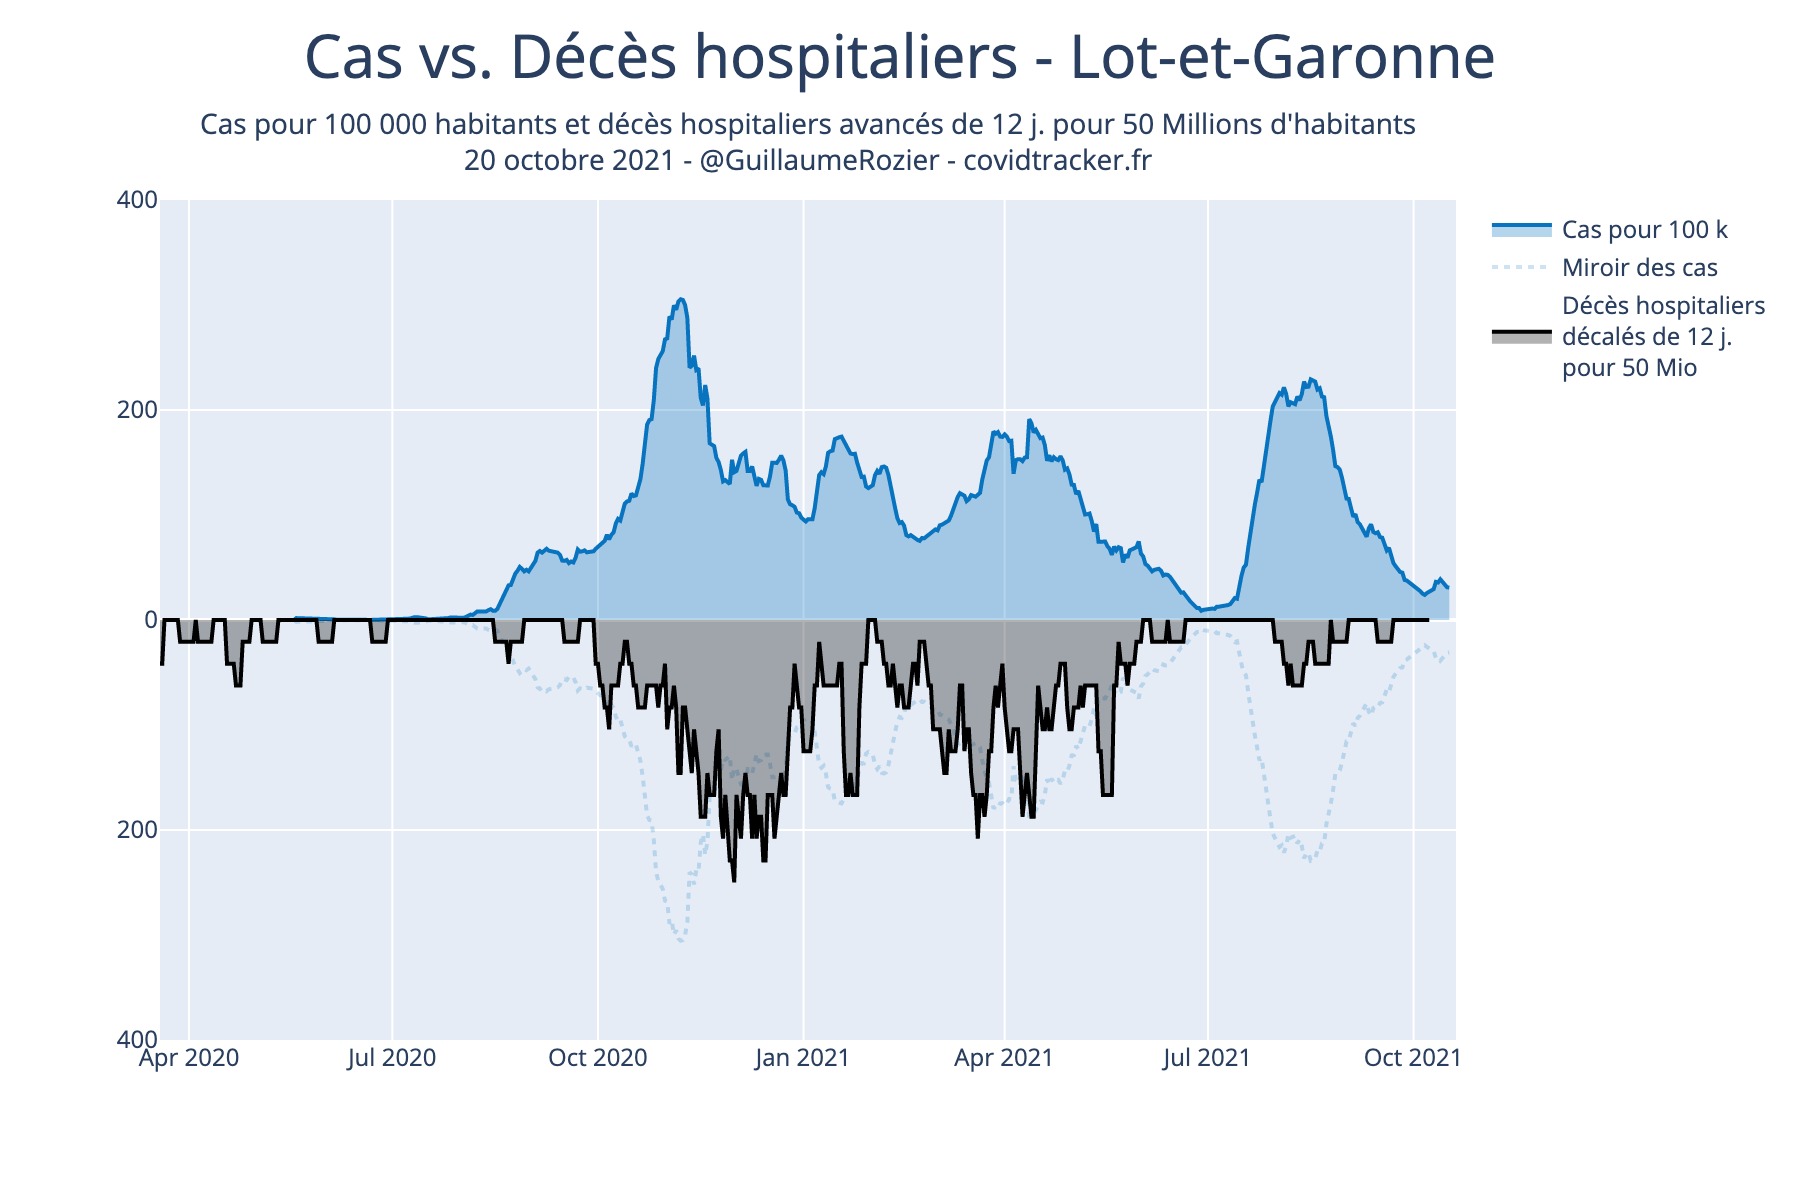 Cas vs. Décès hospitaliers - Lot-et-Garonne
Cas pour 100 000 habitants et décès hospitaliers avancés de 12 j. pour 50 Millions d'habitants
20 octobre 2021 - @GuillaumeRozier - covidtracker.fr
400
200
0
200
400
Apr 2020
Jul 2020
Oct 2020
Jan 2021
Apr 2021
Jul 2021
Oct 2021
Cas pour 100 k
Miroir des cas
Décès hospitaliers
décalés de 12 j.
pour 50 Mio